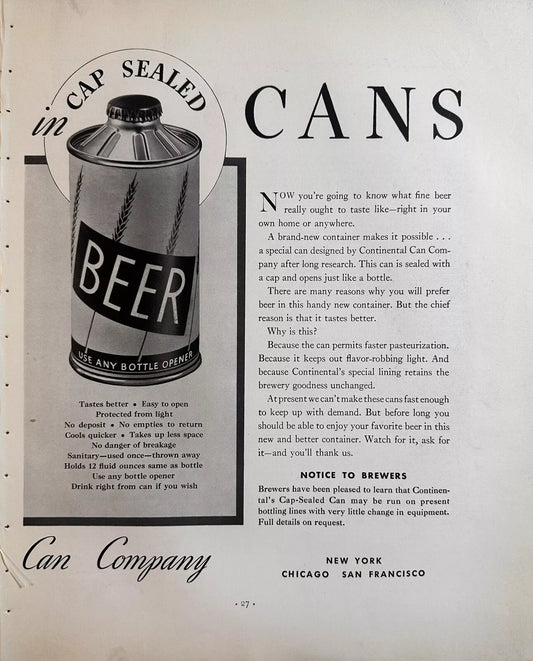 in CAP SEALED CANS
BEER
USE ANY BOTTLE OPENER
Tastes better • Easy to open
Protected from light
No deposit • No empties to return
Cools quicker • Takes up less space
No danger of breakage
Sanitary—used once—thrown away
Holds 12 fluid ounces same as bottle
Use any bottle opener
Drink right from can if you wish
NOW you're going to know what fine beer
really ought to taste like—right in your
own home or anywhere.
A brand-new container makes it possible . . .
a special can designed by Continental Can Com-
pany after long research. This can is sealed with
a cap and opens just like a bottle.
There are many reasons why you will prefer
beer in this handy new container. But the chief
reason is that it tastes better.
Why is this?
Because the can permits faster pasteurization.
Because it keeps out flavor-robbing light. And
because Continental's special lining retains the
brewery goodness unchanged.
At present we can't make these cans fast enough
to keep up with demand. But before long you
should be able to enjoy your favorite beer in this
new and better container. Watch for it, ask for
it—and you'll thank us.
NOTICE TO BREWERS
Brewers have been pleased to learn that Continen-
tal's Cap-Sealed Can may be run on present
bottling lines with very little change in equipment.
Full details on request.
Can Company
NEW YORK
CHICAGO SAN FRANCISCO
• 27 •